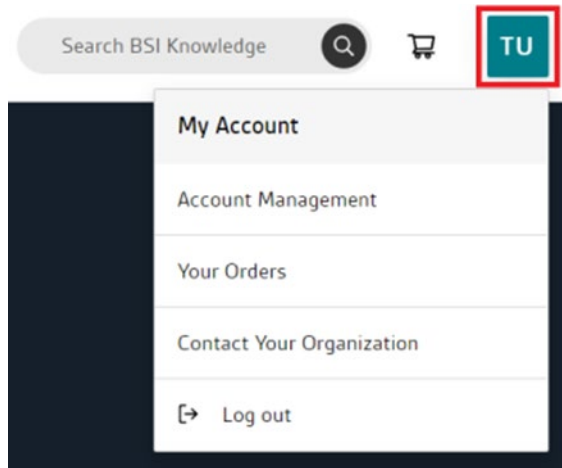 Search BSI Knowledge
TU
My Account
Account Management
Your Orders
Contact Your Organization
Log out